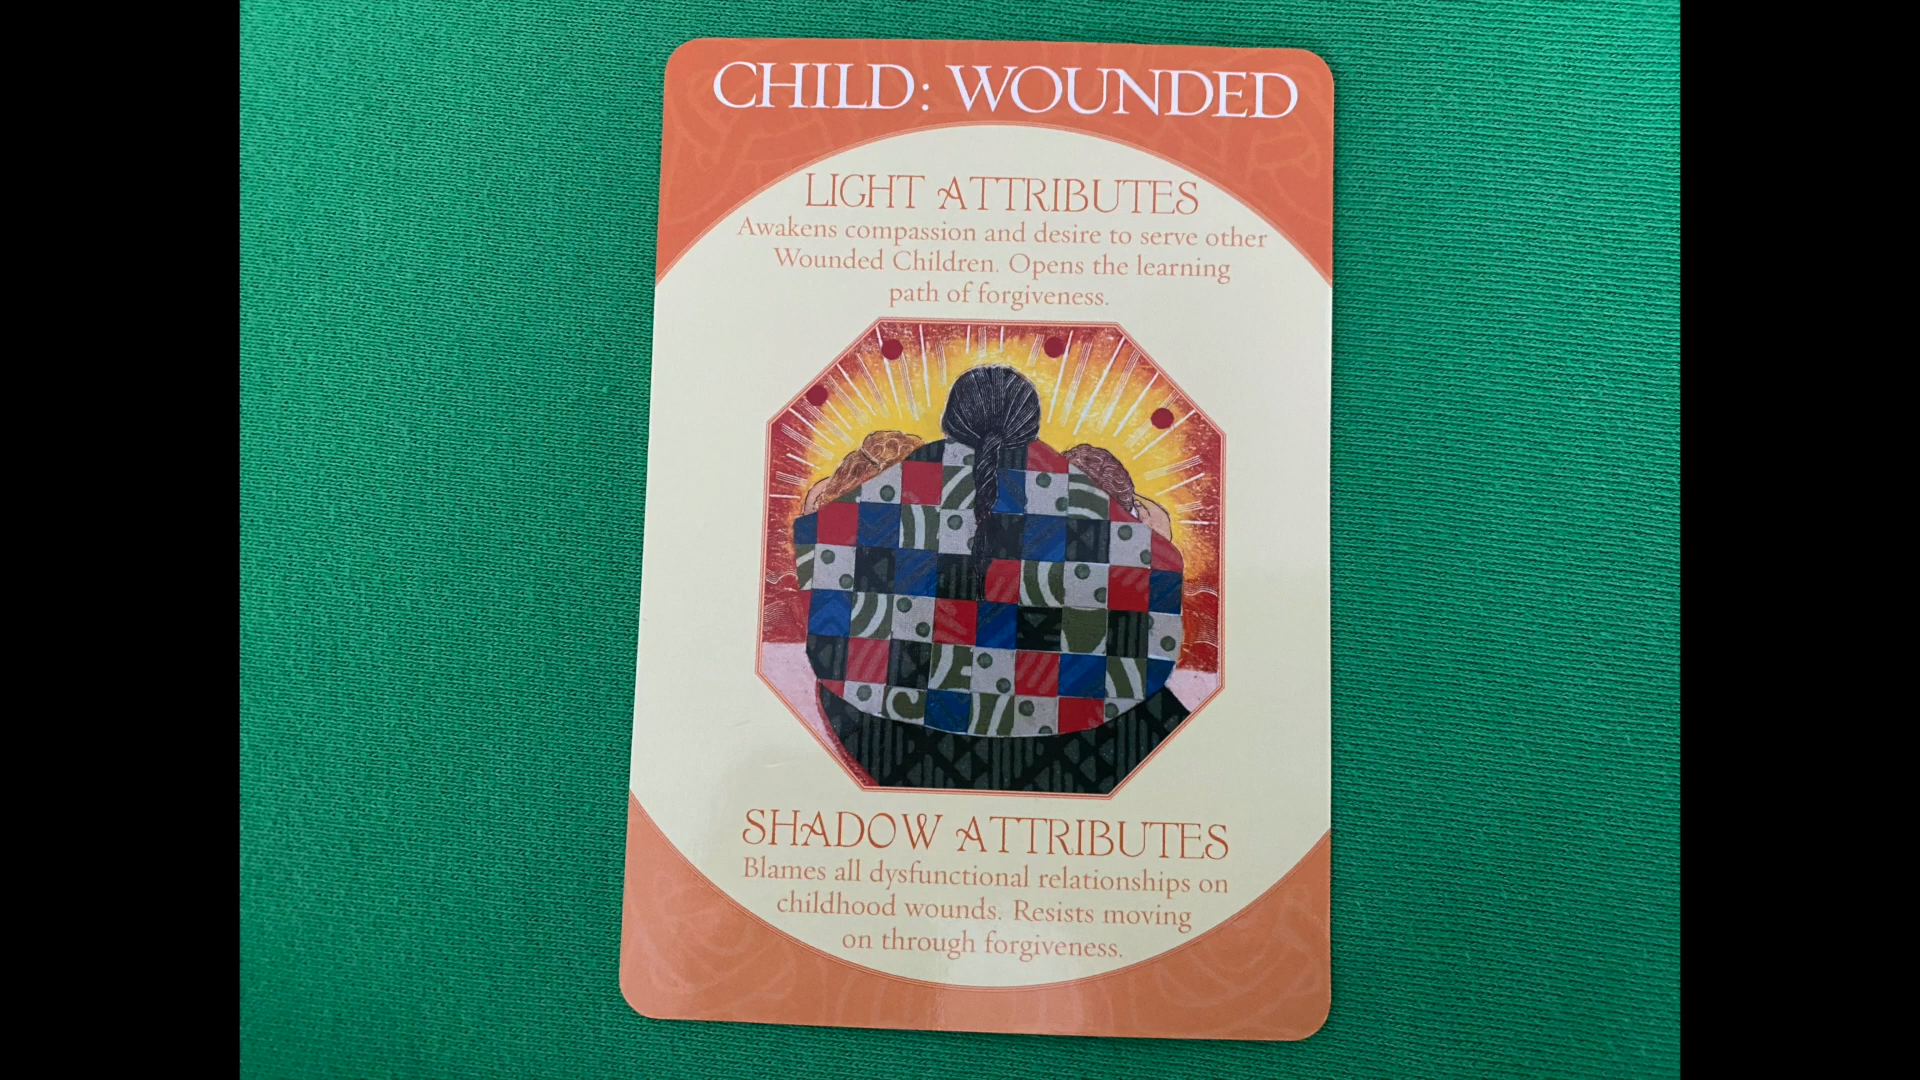 CHILD: WOUNDED
LIGHT ATTRIBUTES
Awakens compassion and desire to serve other
Wounded Children. Opens the learning
path of forgiveness.
SHADOW ATTRIBUTES
Blames all dysfunctional relationships on
childhood wounds. Resists moving
on through forgiveness.